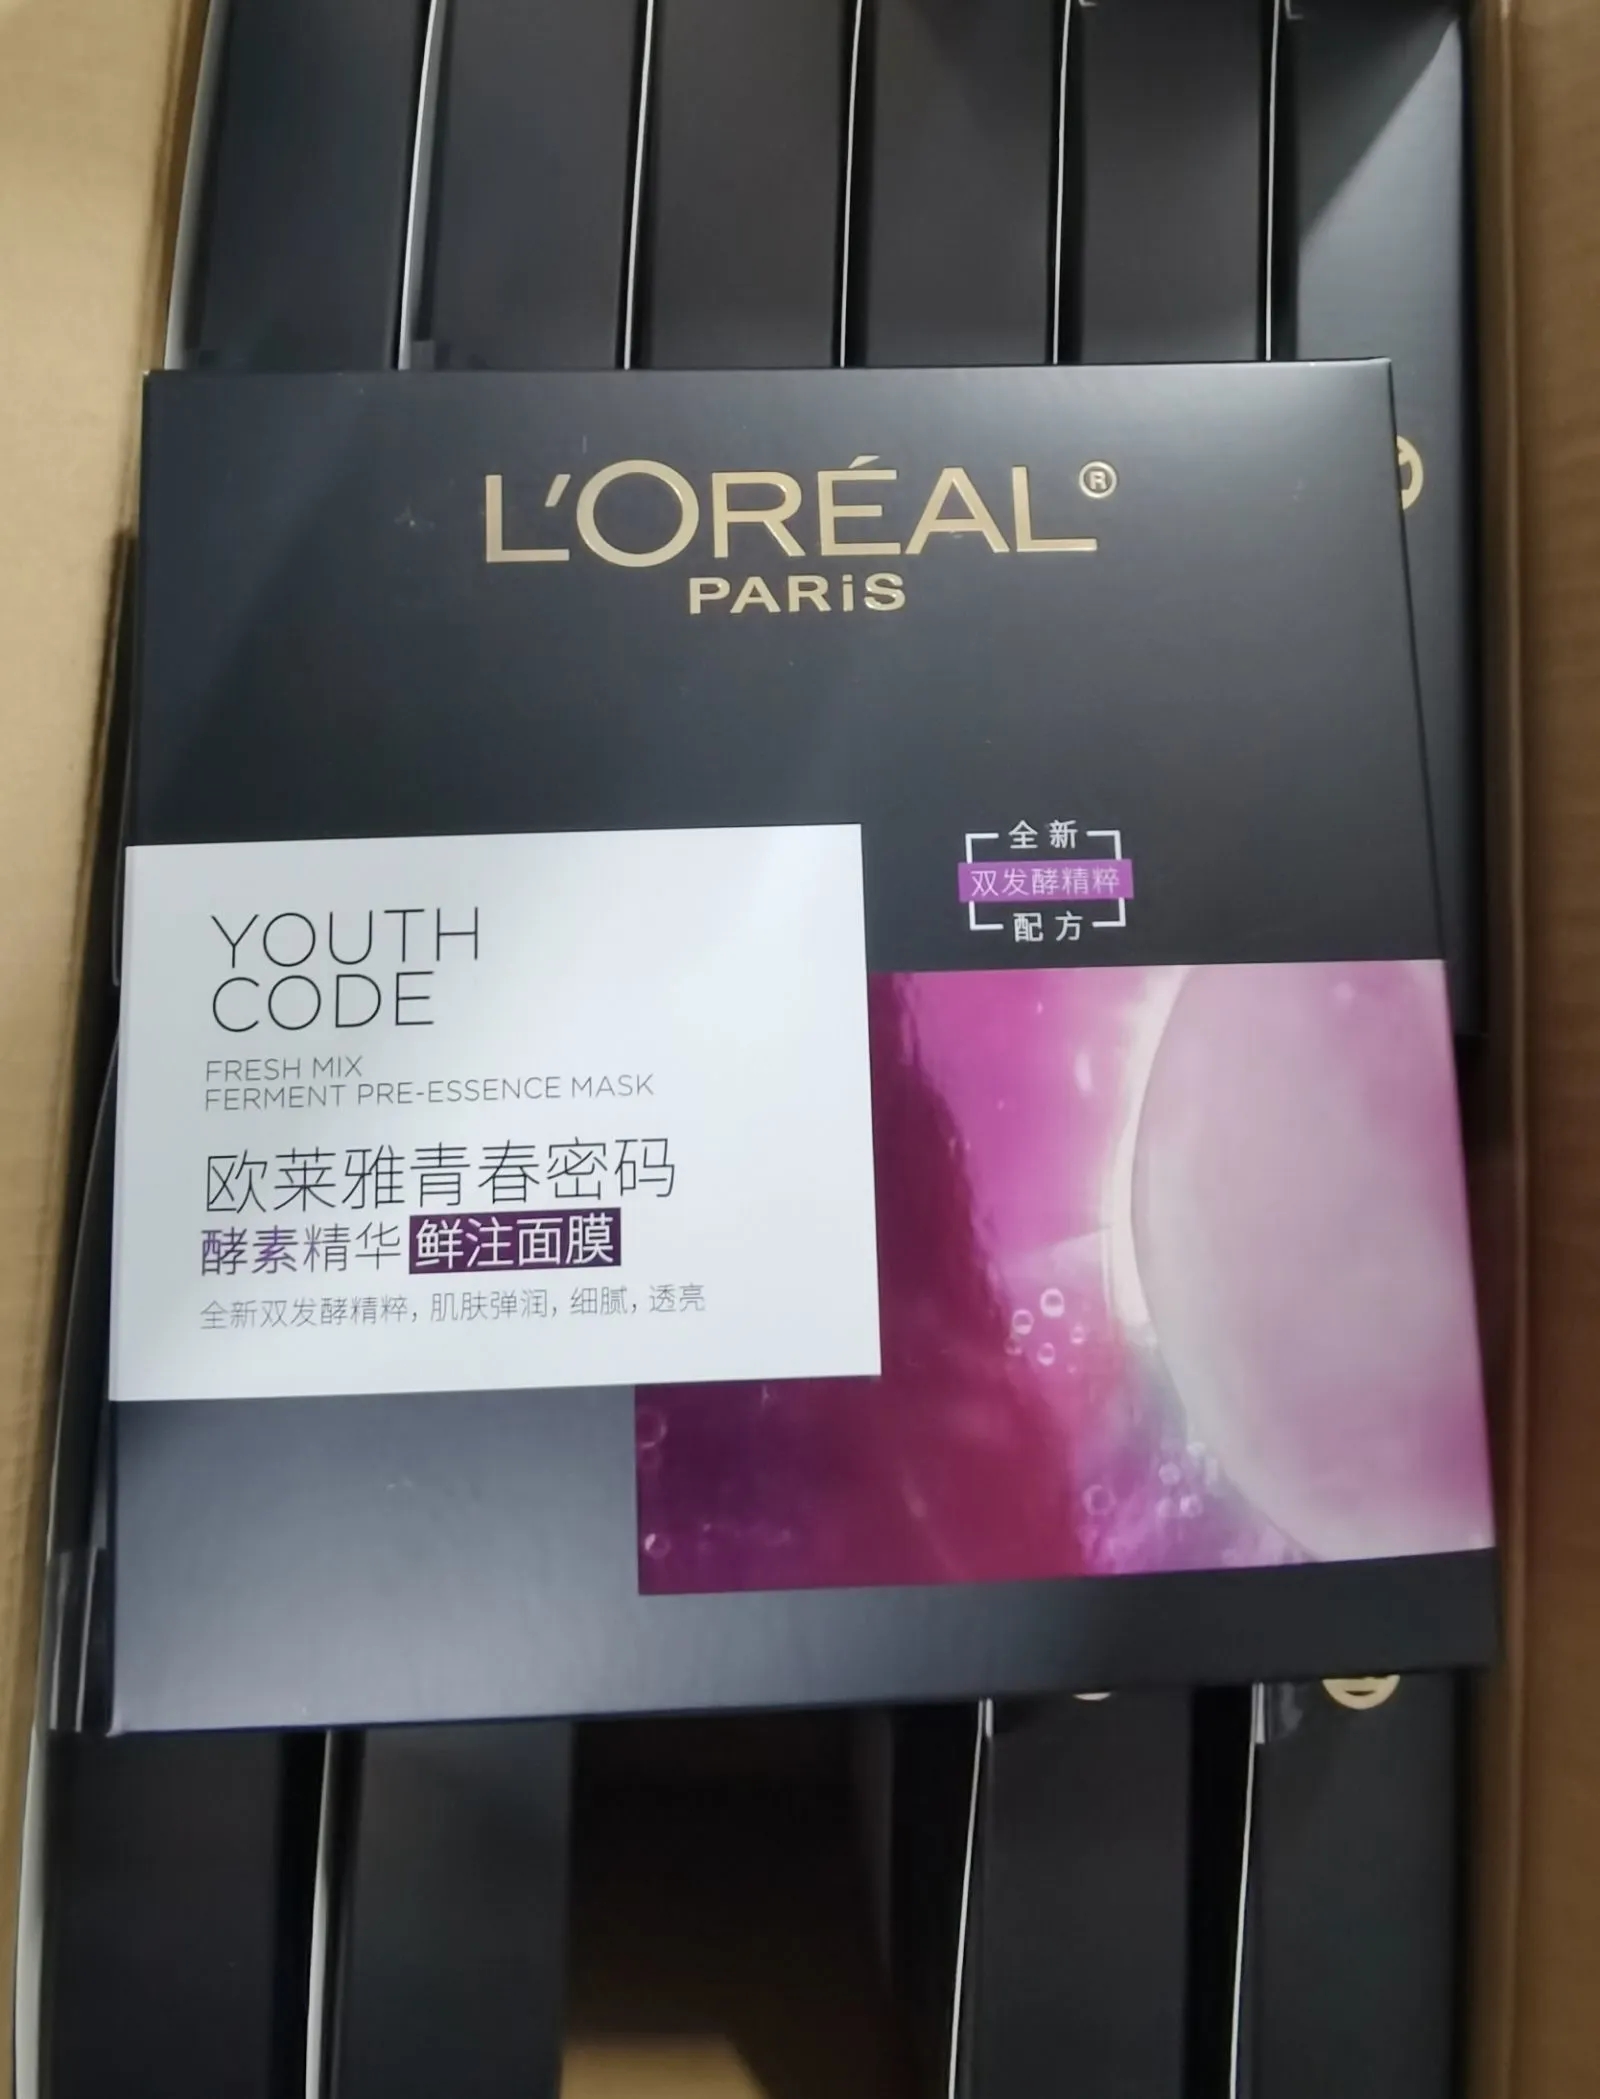 L'ORÉAL®
PARiS
全新
双发酵精粹
配方
YOUTH
CODE
FRESH MIX
FERMENT PRE-ESSENCE MASK
欧莱雅青春密码
酵素精华 鲜注面膜
全新双发酵精粹, 肌肤弹润, 细腻, 透亮